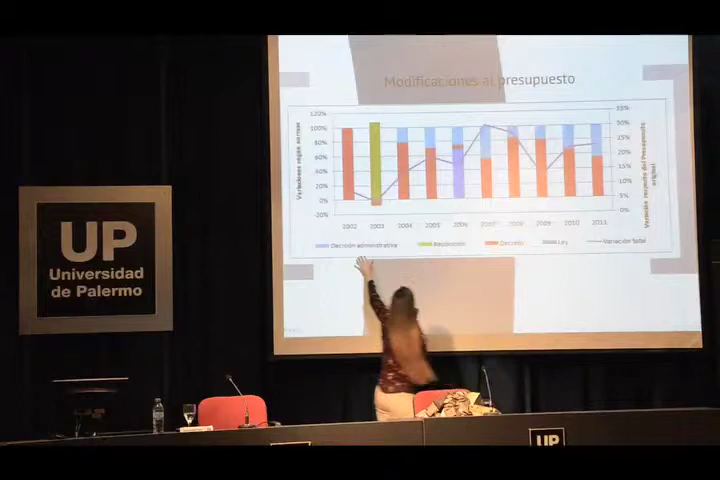 Modificaciones al presupuesto
120%
100%
80%
60%
40%
20%
0%
-20%
35%
30%
25%
20%
15%
10%
5%
0%
2002 2003 2004 2005 2006 2007 2008 2009 2010 2011
Decisión administrativa Resolución Decreto Ley Variación total
UP
Universidad
de Palermo
UP